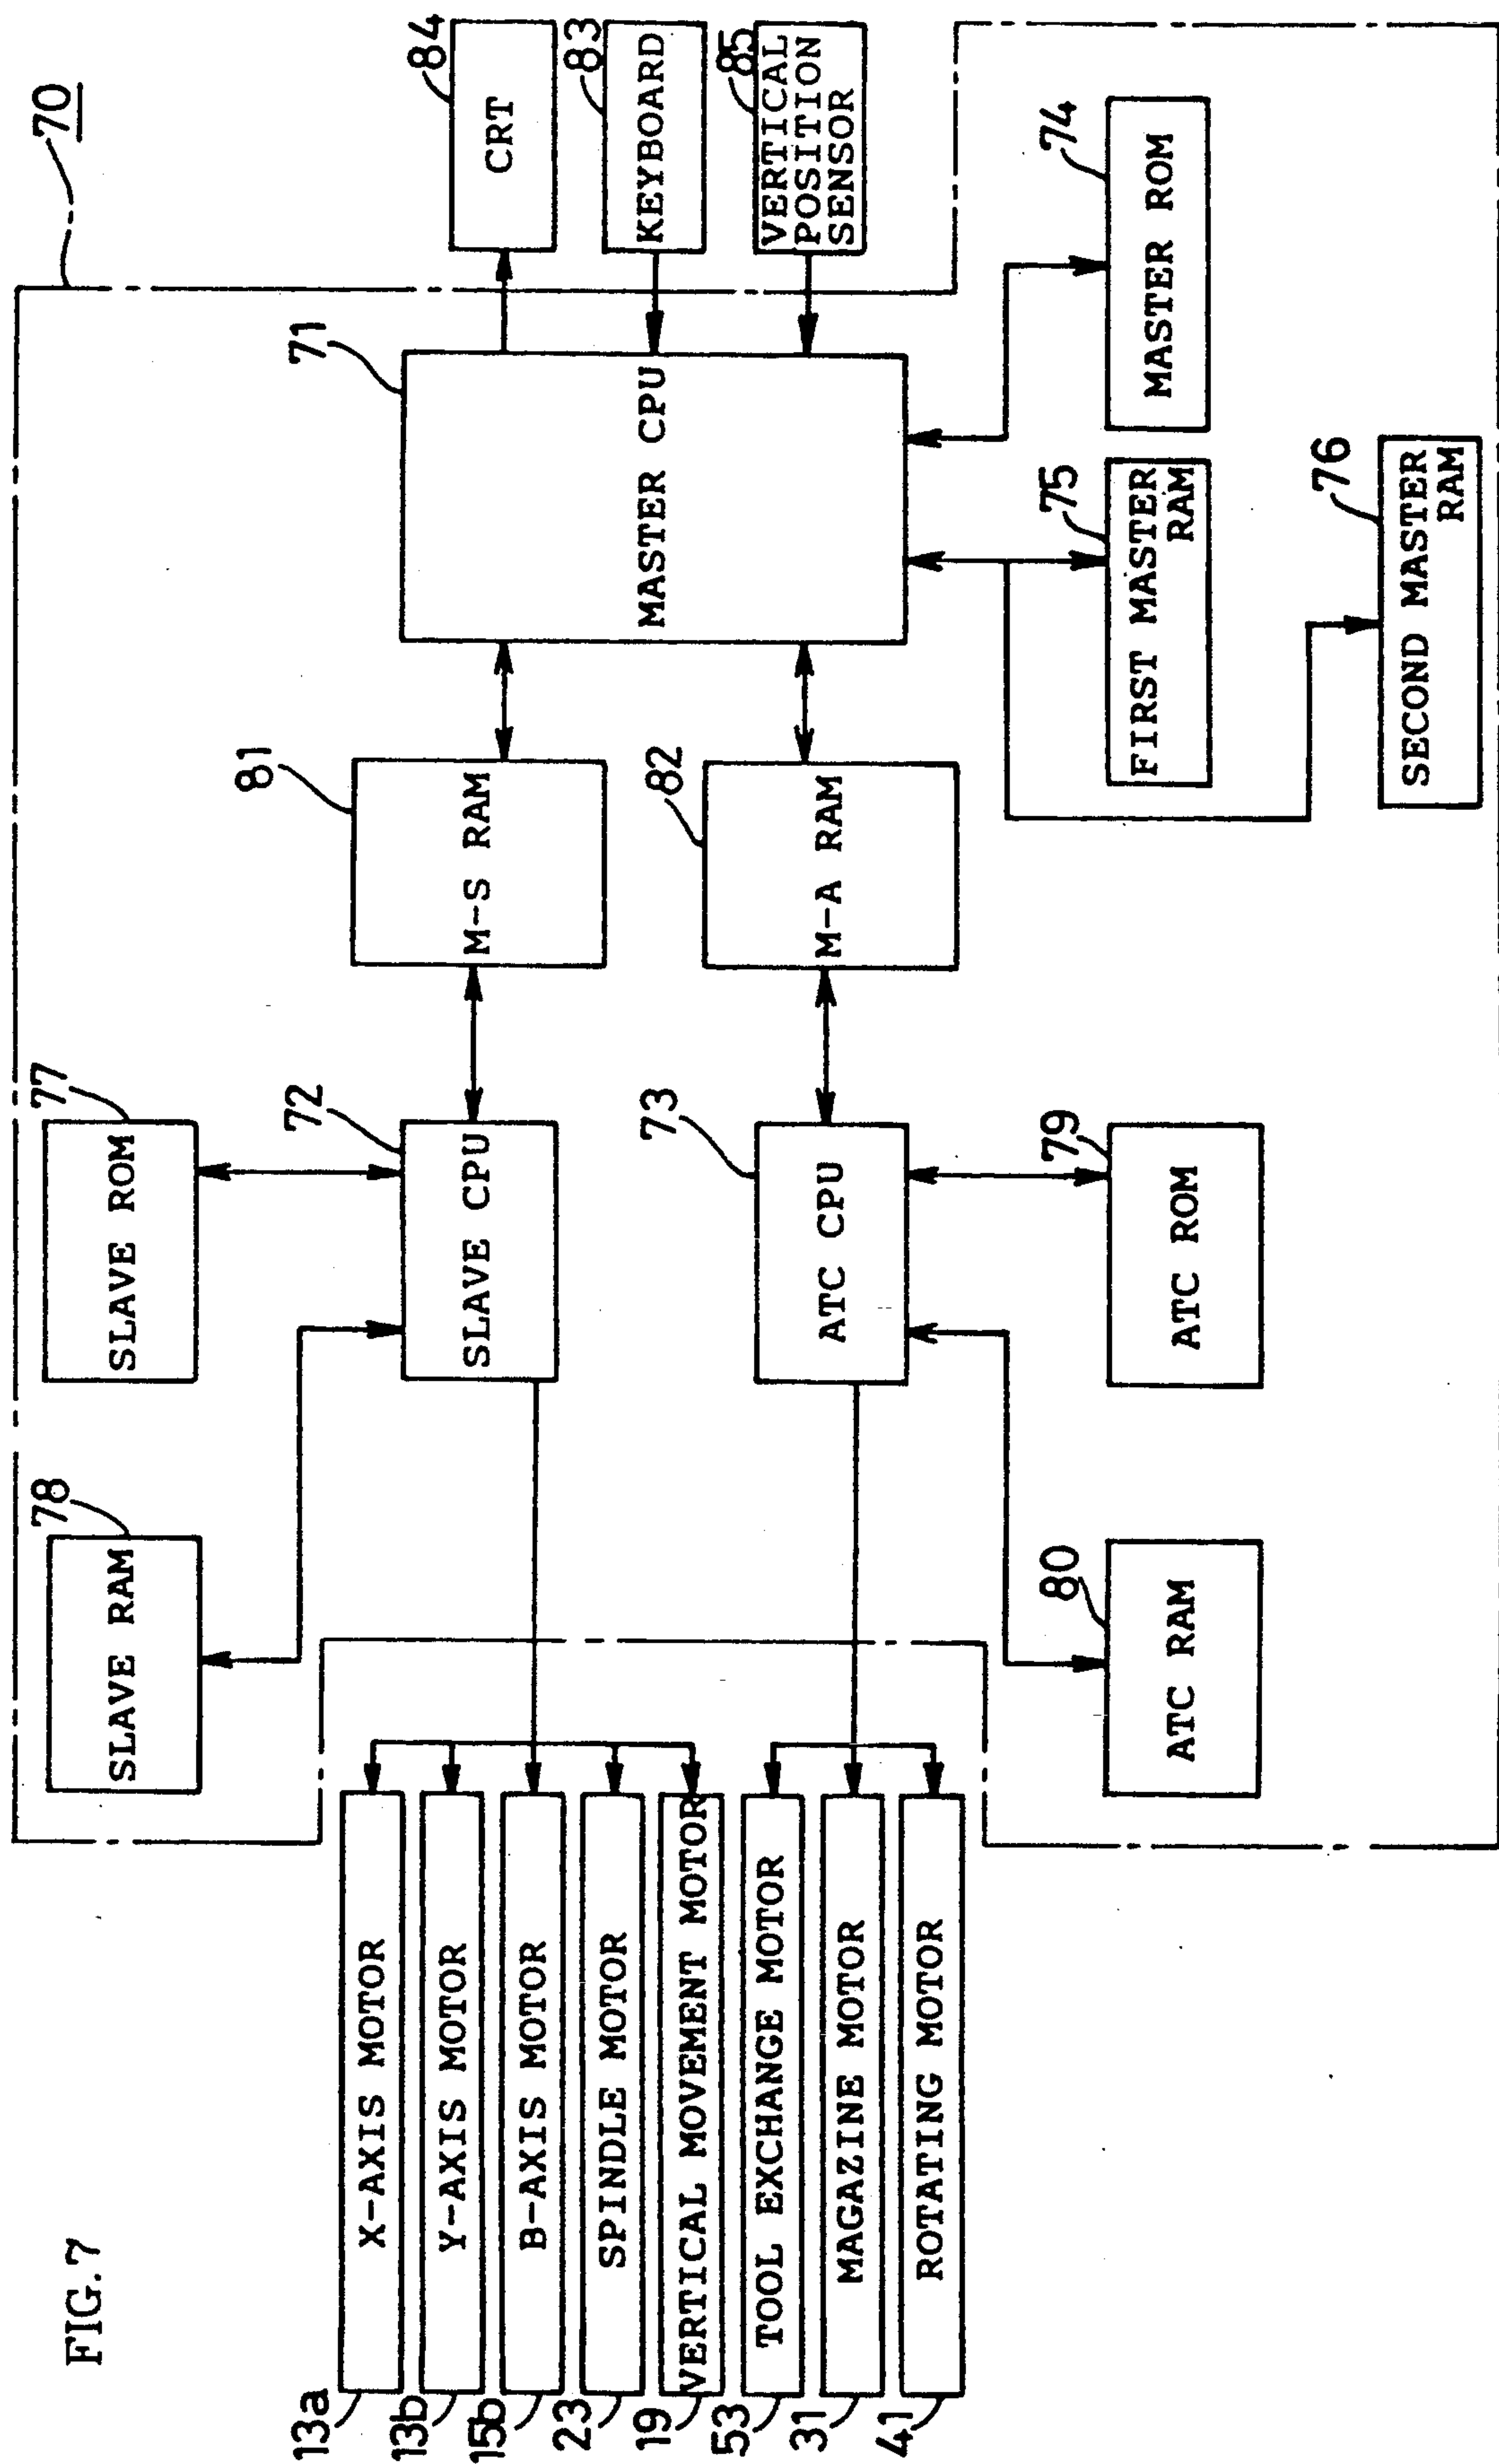 FIG.7
70
SLAVE RAM
78
SLAVE ROM
77
CRT
84
KEYBOARD
83
VERTICAL
POSITION
SENSOR
85
MASTER CPU
71
M-S RAM
81
M-A RAM
82
SLAVE CPU
72
ATC CPU
73
X-AXIS MOTOR
13a
Y-AXIS MOTOR
13b
B-AXIS MOTOR
15b
SPINDLE MOTOR
23
VERTICAL MOVEMENT MOTOR
19
TOOL EXCHANGE MOTOR
53
MAGAZINE MOTOR
31
ROTATING MOTOR
41
ATC RAM
80
ATC ROM
79
FIRST MASTER
RAM
75
MASTER ROM
74
SECOND MASTER
RAM
76